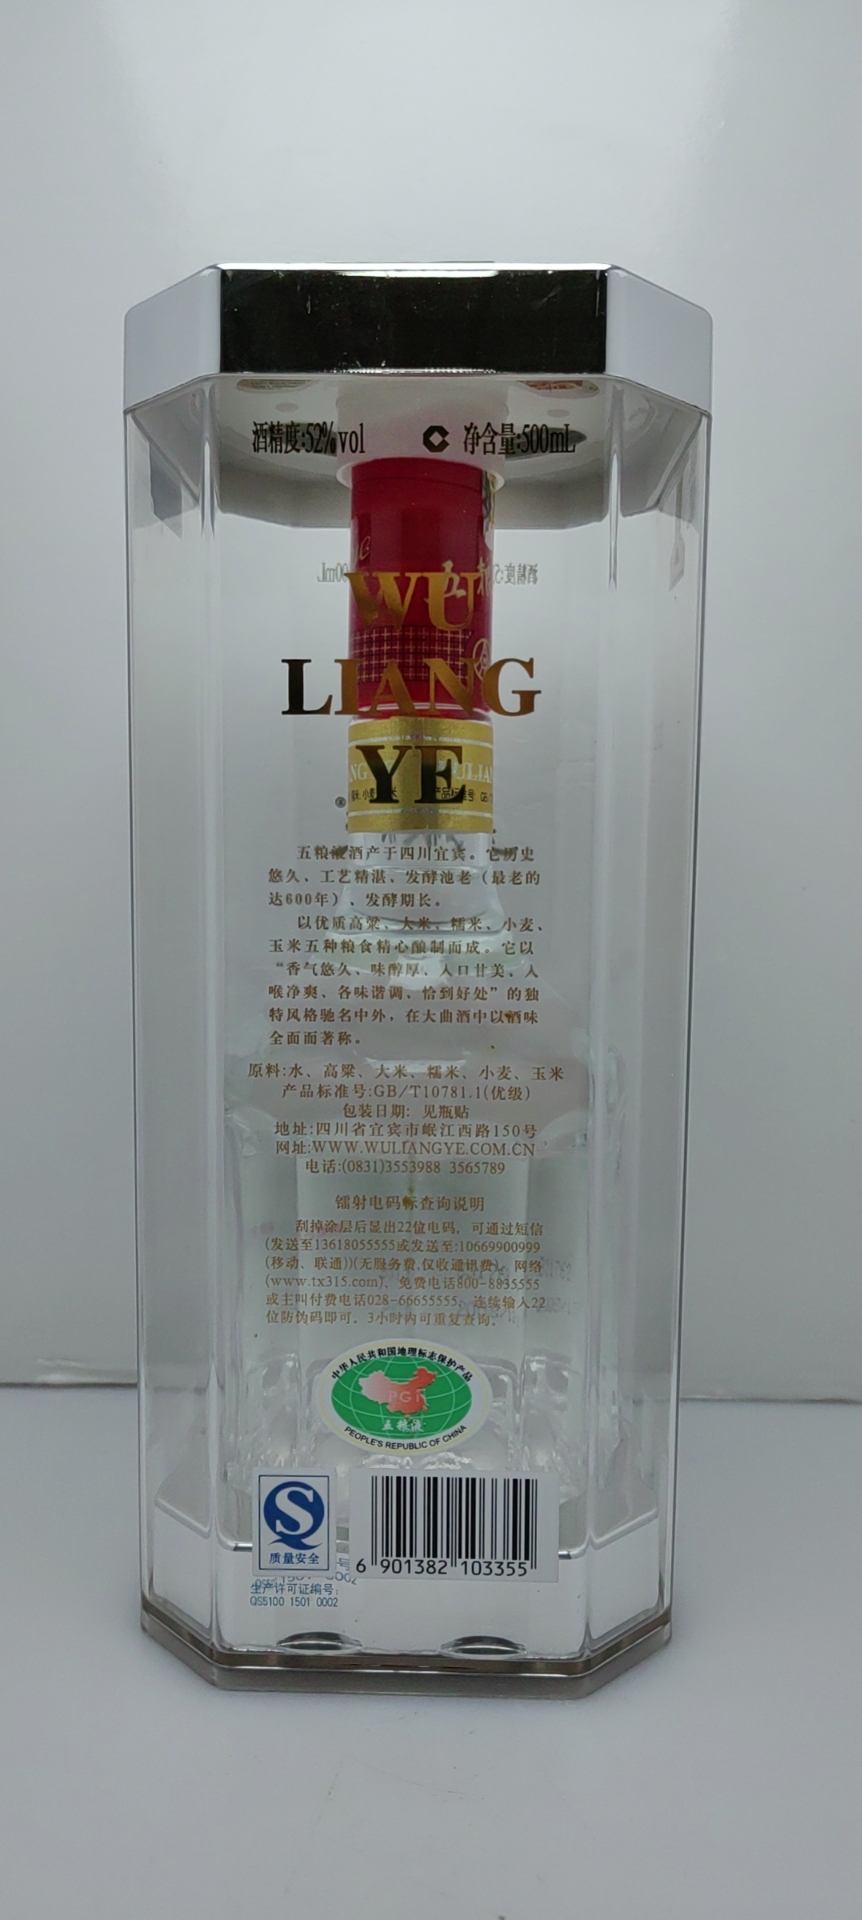 酒精度:52%vol 净含量:500mL
WU
LIANG
YE
®
五粮液酒产于四川宜宾。它历史
悠久、工艺精湛、发酵池老（最老的
达600年）、发酵期长。
以优质高粱、大米、糯米、小麦、
玉米五种粮食精心酿制而成。它以
“香气悠久、味醇厚、入口甘美、入
喉净爽、各味谐调、恰到好处”的独
特风格驰名中外，在大曲酒中以酒味
全面而著称。
原料:水、高粱、大米、糯米、小麦、玉米
产品标准号:GB/T10781.1(优级)
包装日期: 见瓶贴
地址:四川省宜宾市岷江西路150号
网址:WWW.WULIANGYE.COM.CN
电话:(0831)3553988 3565789
镭射电码标查询说明
刮掉涂层后显出22位电码，可通过短信
(发送至13618055555或发送至:10669900999
(移动、联通))(无服务费,仅收通讯费)、网络
(www.tx315.com)、免费电话800-8835555
或主叫付费电话028-66655555，连续输入22
位防伪码即可。3小时内可重复查询。
中华人民共和国地理标志保护产品
PGI
五粮液
PEOPLE'S REPUBLIC OF CHINA
质量安全
6 901382 103355
生产许可证编号:
QS5100 1501 0002